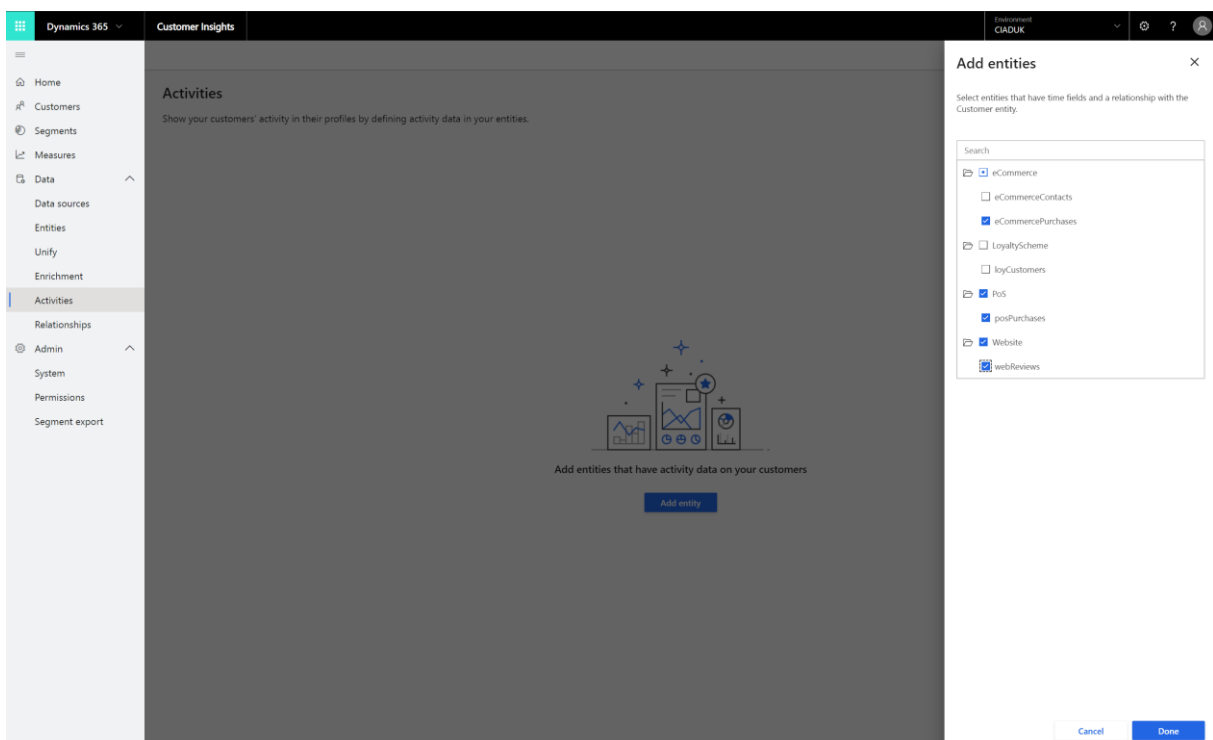 Dynamics 365
Customer Insights
Environment
CIADUK
?
Home
Customers
Segments
Measures
Data
Data sources
Entities
Unify
Enrichment
Activities
Relationships
Admin
System
Permissions
Segment export
Activities
Show your customers' activity in their profiles by defining activity data in your entities.
Add entities that have activity data on your customers
Add entity
Add entities
Select entities that have time fields and a relationship with the
Customer entity.
Search
eCommerce
eCommerceContacts
eCommercePurchases
LoyaltyScheme
loyCustomers
PoS
posPurchases
Website
webReviews
Cancel
Done